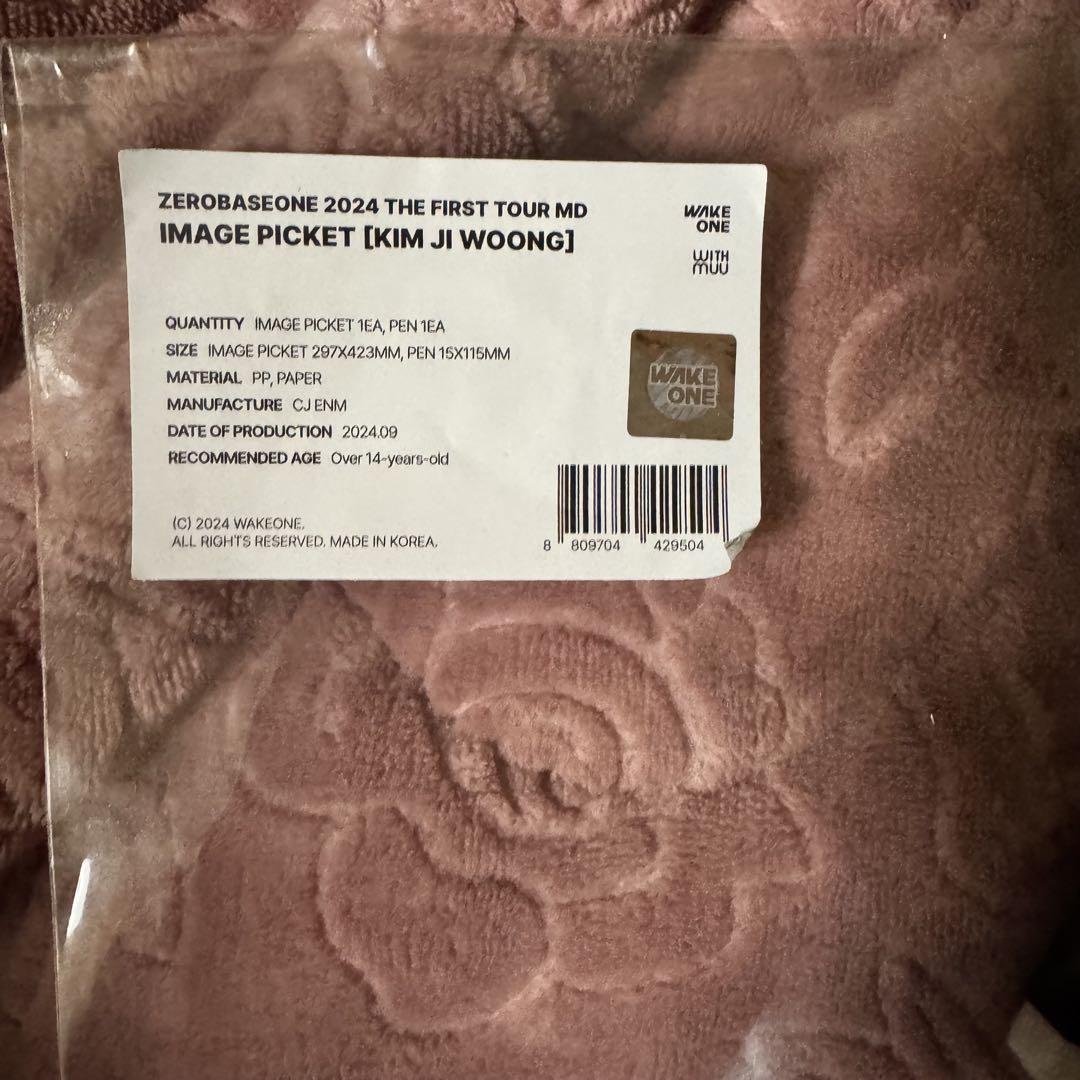 ZEROBASEONE 2024 THE FIRST TOUR MD
IMAGE PICKET [KIM JI WOONG]
WAKE
ONE
WITH
MUU
QUANTITY IMAGE PICKET 1EA, PEN 1EA
SIZE IMAGE PICKET 297X423MM, PEN 15X115MM
MATERIAL PP, PAPER
MANUFACTURE CJ ENM
DATE OF PRODUCTION 2024.09
RECOMMENDED AGE Over 14-years-old
WAKE
ONE
(C) 2024 WAKEONE.
ALL RIGHTS RESERVED. MADE IN KOREA.
8 809704 429504